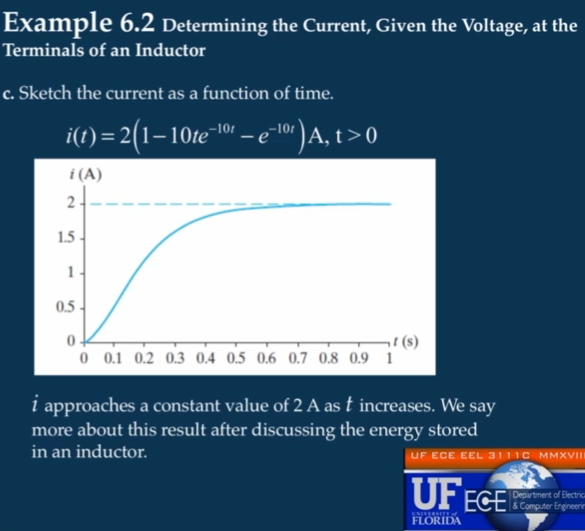 Example 6.2 Determining the Current, Given the Voltage, at the
Terminals of an Inductor
c. Sketch the current as a function of time.
i(t) = 2(1−10te⁻¹⁰ᵗ − e⁻¹⁰ᵗ)A, t > 0
i (A)
2
1.5
1
0.5
0
t (s)
0 0.1 0.2 0.3 0.4 0.5 0.6 0.7 0.8 0.9 1
i approaches a constant value of 2 A as t increases. We say
more about this result after discussing the energy stored
in an inductor.
UF ECE EEL 3111C MMXVIII
UF ECE
Department of Electric
& Computer Engineerin
UNIVERSITY of
FLORIDA